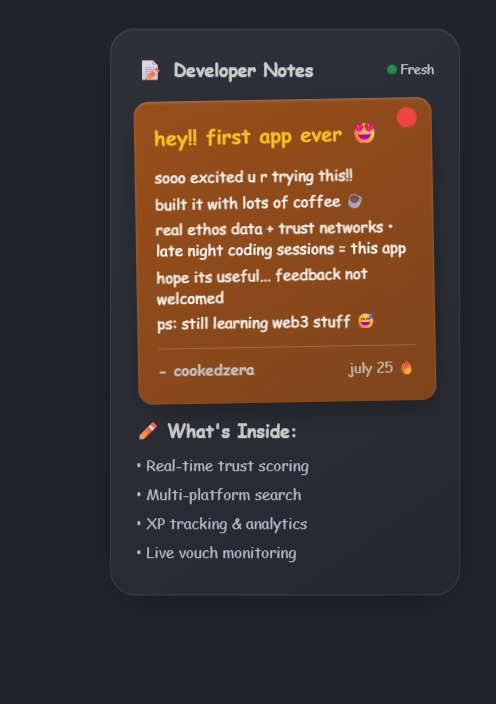 📝 Developer Notes
Fresh
hey!! first app ever 😍
sooo excited u r trying this!!
built it with lots of coffee ☕
real ethos data + trust networks •
late night coding sessions = this app
hope its useful... feedback not
welcomed
ps: still learning web3 stuff 😅
- cookedzera
july 25 🔥
✏️ What's Inside:
• Real-time trust scoring
• Multi-platform search
• XP tracking & analytics
• Live vouch monitoring